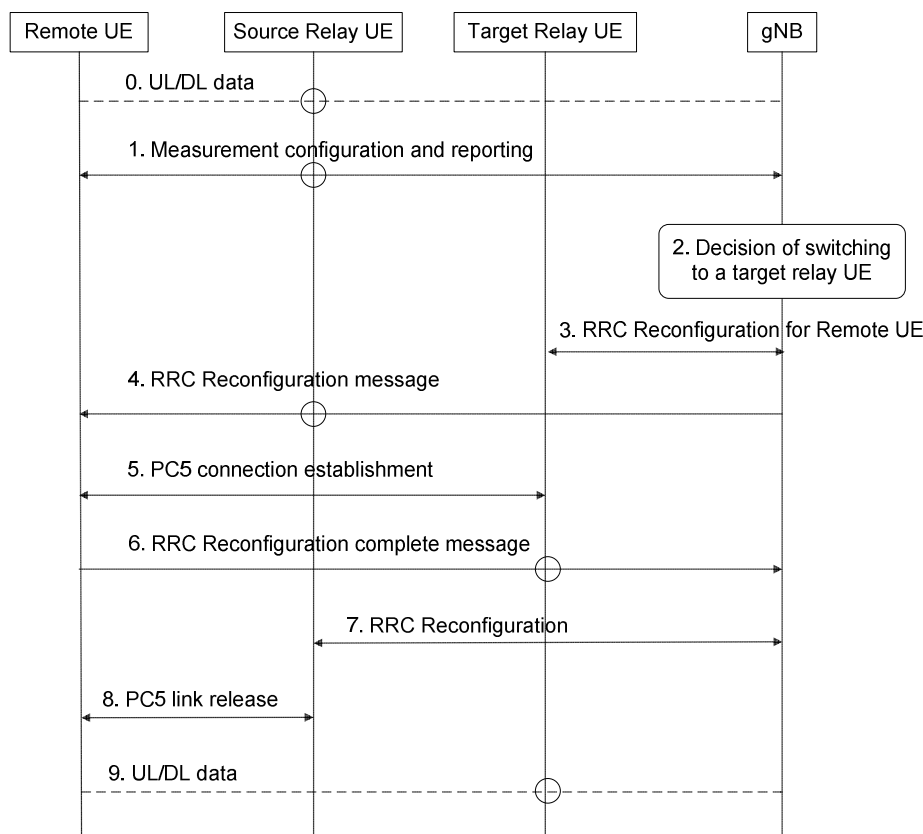 Remote UE
Source Relay UE
Target Relay UE
gNB
0. UL/DL data
1. Measurement configuration and reporting
2. Decision of switching
to a target relay UE
3. RRC Reconfiguration for Remote UE
4. RRC Reconfiguration message
5. PC5 connection establishment
6. RRC Reconfiguration complete message
7. RRC Reconfiguration
8. PC5 link release
9. UL/DL data